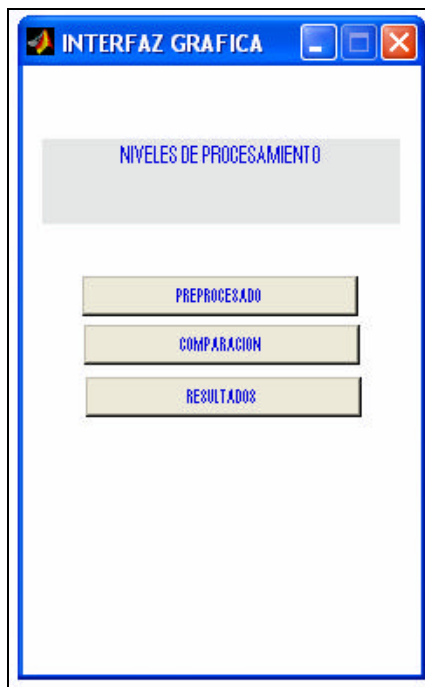 INTERFAZ GRAFICA
NIVELES DE PROCESAMIENTO
PREPROCESADO
COMPARACION
RESULTADOS